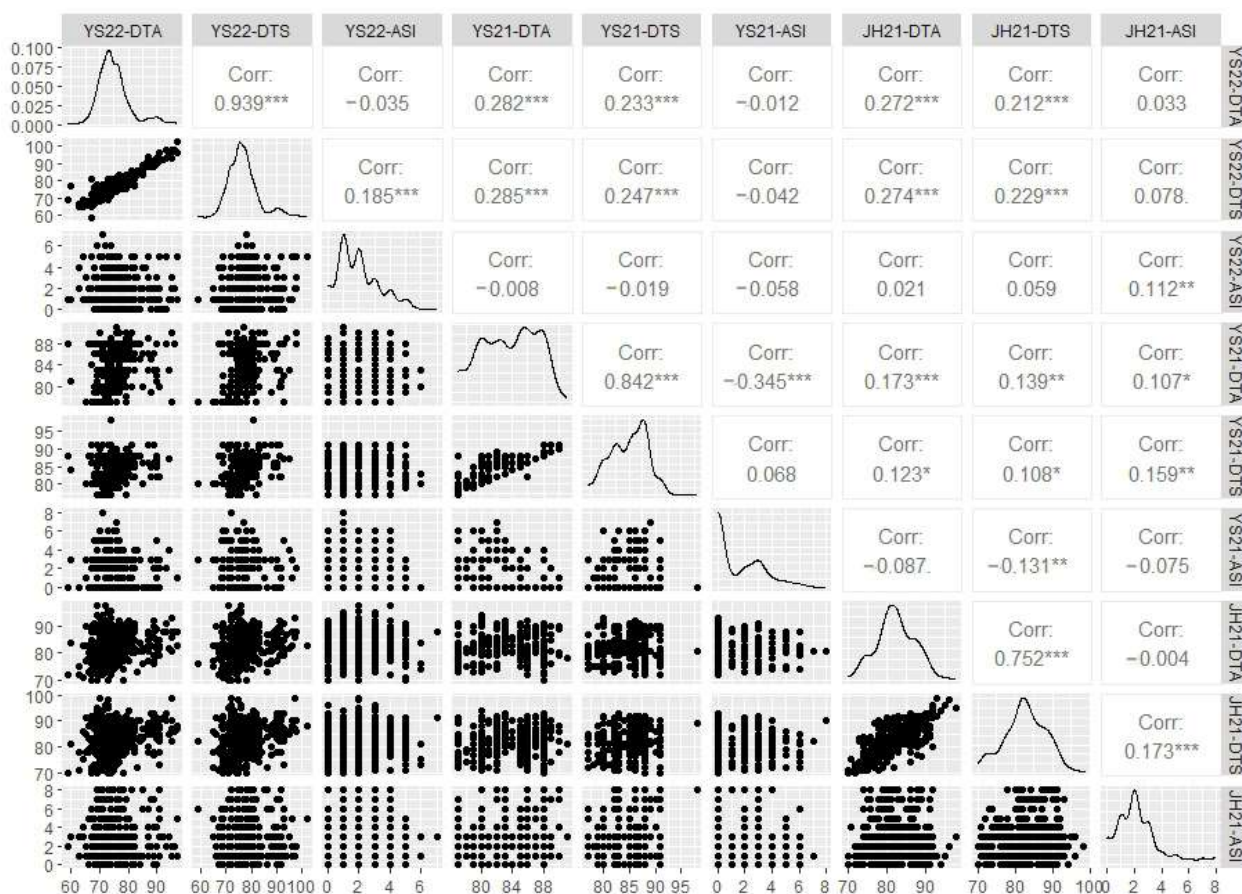 YS22-DTA YS22-DTS YS22-ASI YS21-DTA YS21-DTS YS21-ASI JH21-DTA JH21-DTS JH21-ASI
0.100
0.075
0.050
0.025
0.000
Corr: Corr: Corr: Corr: Corr: Corr: Corr: Corr:
0.939*** −0.035 0.282*** 0.233*** −0.012 0.272*** 0.212*** 0.033
YS22-DTA
100
90
80
70
60
Corr: Corr: Corr: Corr: Corr: Corr: Corr:
0.185*** 0.285*** 0.247*** −0.042 0.274*** 0.229*** 0.078.
YS22-DTS
6
4
2
0
Corr: Corr: Corr: Corr: Corr: Corr:
−0.008 −0.019 −0.058 0.021 0.059 0.112**
YS22-ASI
88
84
80
Corr: Corr: Corr: Corr: Corr:
0.842*** −0.345*** 0.173*** 0.139** 0.107*
YS21-DTA
95
90
85
80
Corr: Corr: Corr: Corr:
0.068 0.123* 0.108* 0.159**
YS21-DTS
8
6
4
2
0
Corr: Corr: Corr:
−0.087. −0.131** −0.075
YS21-ASI
90
80
70
Corr: Corr:
0.752*** −0.004
JH21-DTA
100
90
80
70
Corr:
0.173***
JH21-DTS
8
6
4
2
0
JH21-ASI
60 70 80 90 60 70 80 90 100 0 2 4 6 80 84 88 80 85 90 95 0 2 4 6 8 70 80 90 70 80 90 100 0 2 4 6 8